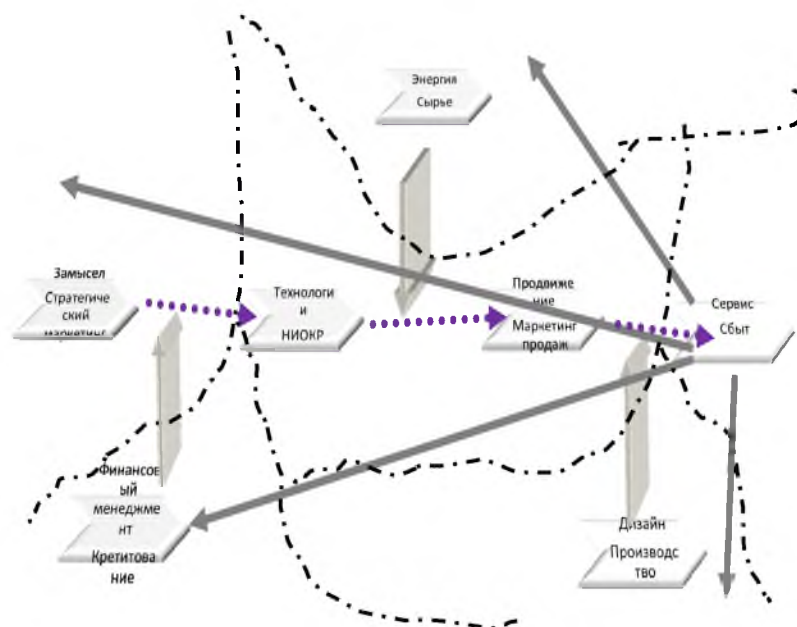 Энергия
Сырье
Замысел
Стратегиче
ский
маркетинг
Технологи
и
НИОКР
Продвиже
ние
Маркетинг
продаж
Сервис
Сбыт
Финансов
ый
менеджме
нт
Кретитова
ние
Дизайн
Производс
тво